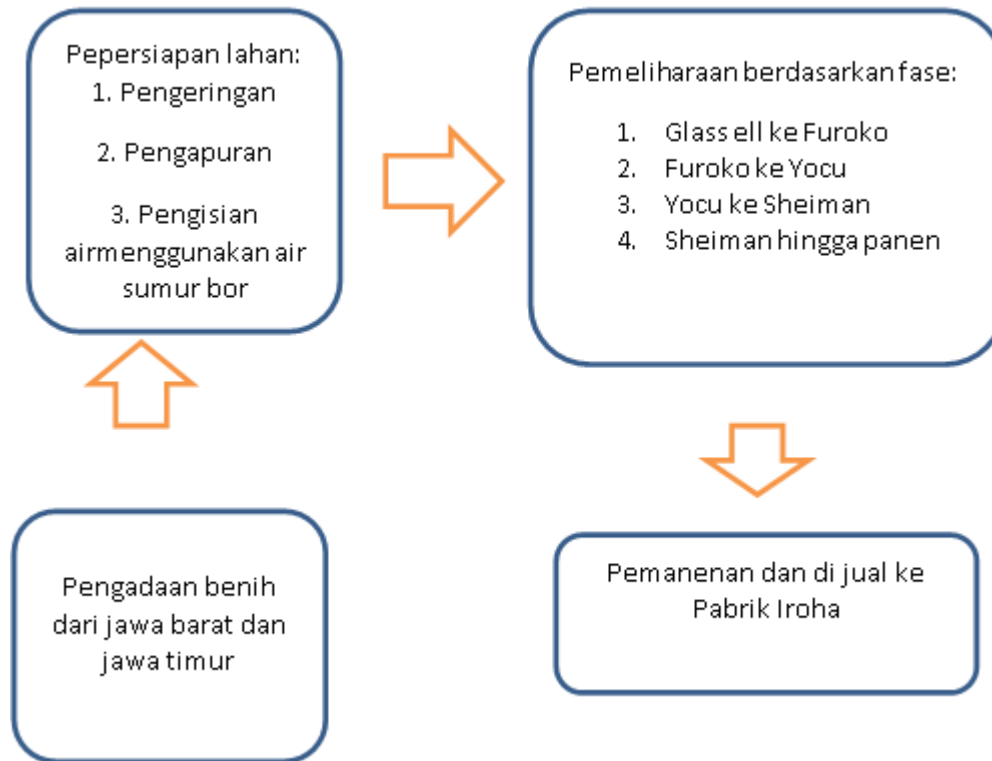 Pepersiapan lahan:
1. Pengeringan
2. Pengapuran
3. Pengisian
airmenggunakan air
sumur bor
Pemeliharaan berdasarkan fase:
1. Glass ell ke Furoko
2. Furoko ke Yocu
3. Yocu ke Sheiman
4. Sheiman hingga panen
Pengadaan benih
dari jawa barat dan
jawa timur
Pemanenan dan di jual ke
Pabrik Iroha